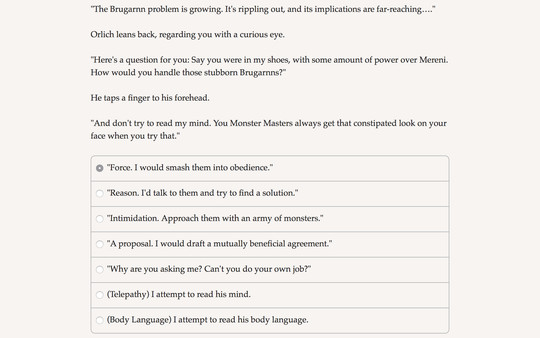 "The Brugarnn problem is growing. It's rippling out, and its implications are far-reaching…."
Orlich leans back, regarding you with a curious eye.
"Here's a question for you: Say you were in my shoes, with some amount of power over Mereni.
How would you handle those stubborn Brugarnns?"
He taps a finger to his forehead.
"And don't try to read my mind. You Monster Masters always get that constipated look on your
face when you try that."
"Force. I would smash them into obedience."
"Reason. I'd talk to them and try to find a solution."
"Intimidation. Approach them with an army of monsters."
"A proposal. I would draft a mutually beneficial agreement."
"Why are you asking me? Can't you do your own job?"
(Telepathy) I attempt to read his mind.
(Body Language) I attempt to read his body language.